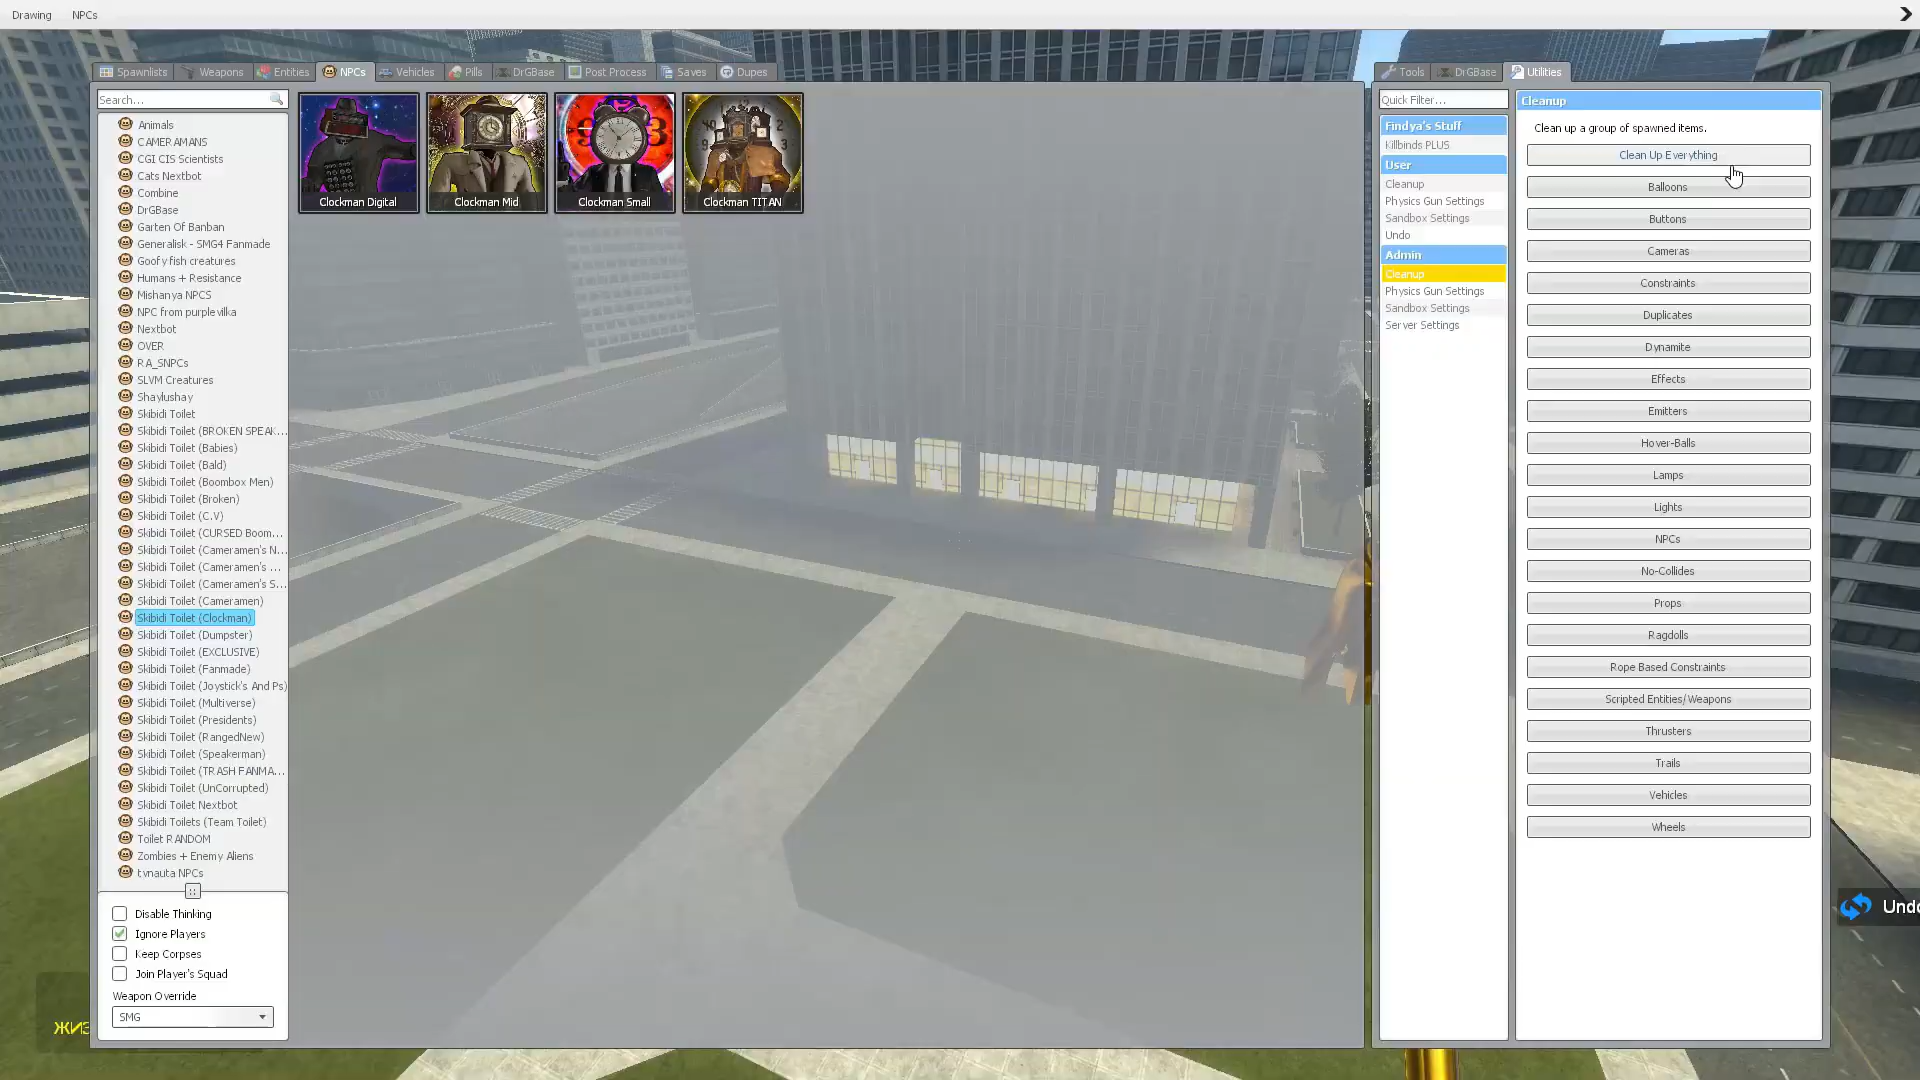 Drawing NPCs
Spawnlists Weapons Entities NPCs Vehicles Pills DrGBase Post Process Saves Dupes
Search...
Animals
CAMERAMANS
CGI CIS Scientists
Cats Nextbot
Combine
DrGBase
Garten Of Banban
Generalisk - SMG4 Fanmade
Goofy fish creatures
Humans + Resistance
Mishanya NPCS
NPC from purplevilka
Nextbot
OVER
RA_SNPCs
SLVM Creatures
Shaylushay
Skibidi Toilet
Skibidi Toilet (BROKEN SPEAK...
Skibidi Toilet (Babies)
Skibidi Toilet (Bald)
Skibidi Toilet (Boombox Men)
Skibidi Toilet (Broken)
Skibidi Toilet (C.V)
Skibidi Toilet (CURSED Boom...
Skibidi Toilet (Cameramen's N...
Skibidi Toilet (Cameramen's ...
Skibidi Toilet (Cameramen's S...
Skibidi Toilet (Cameramen)
Skibidi Toilet (Clockman)
Skibidi Toilet (Dumpster)
Skibidi Toilet (EXCLUSIVE)
Skibidi Toilet (Fanmade)
Skibidi Toilet (Joystick's And Ps)
Skibidi Toilet (Multiverse)
Skibidi Toilet (Presidents)
Skibidi Toilet (RangedNew)
Skibidi Toilet (Speakerman)
Skibidi Toilet (TRASH FANMA...
Skibidi Toilet (UnCorrupted)
Skibidi Toilet Nextbot
Skibidi Toilets (Team Toilet)
Toilet RANDOM
Zombies + Enemy Aliens
tvnauta NPCs
Disable Thinking
Ignore Players
Keep Corpses
Join Player's Squad
Weapon Override
SMG
ЖИЗ
Clockman Digital
Clockman Mid
Clockman Small
Clockman TITAN
Tools DrGBase Utilities
Quick Filter...
Findya's Stuff
Killbinds PLUS
User
Cleanup
Physics Gun Settings
Sandbox Settings
Undo
Admin
Cleanup
Physics Gun Settings
Sandbox Settings
Server Settings
Cleanup
Clean up a group of spawned items.
Clean Up Everything
Balloons
Buttons
Cameras
Constraints
Duplicates
Dynamite
Effects
Emitters
Hover-Balls
Lamps
Lights
NPCs
No-Collides
Props
Ragdolls
Rope Based Constraints
Scripted Entities/Weapons
Thrusters
Trails
Vehicles
Wheels
Undo